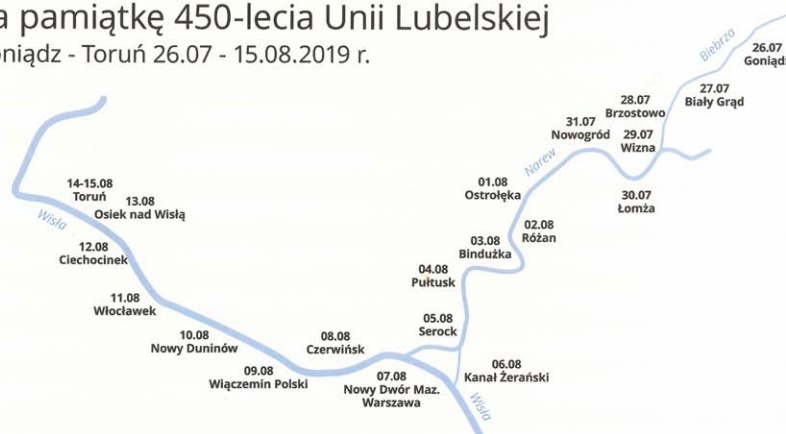 a pamiątkę 450-lecia Unii Lubelskiej
oniądz - Toruń 26.07 - 15.08.2019 r.
Biebrza
26.07
Goniądz
27.07
Biały Grąd
28.07
Brzostowo
29.07
Wizna
31.07
Nowogród
30.07
Łomża
Narew
01.08
Ostrołęka
02.08
Różan
03.08
Bindużka
04.08
Pułtusk
05.08
Serock
06.08
Kanał Żerański
07.08
Nowy Dwór Maz.
Warszawa
Wisła
08.08
Czerwińsk
09.08
Wiączemin Polski
10.08
Nowy Duninów
11.08
Włocławek
12.08
Ciechocinek
13.08
Osiek nad Wisłą
14-15.08
Toruń
Wisła